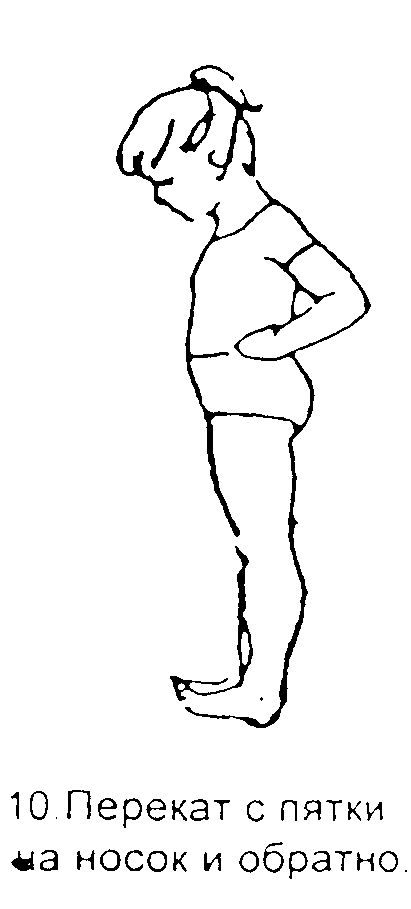 10. Перекат с пятки
на носок и обратно.